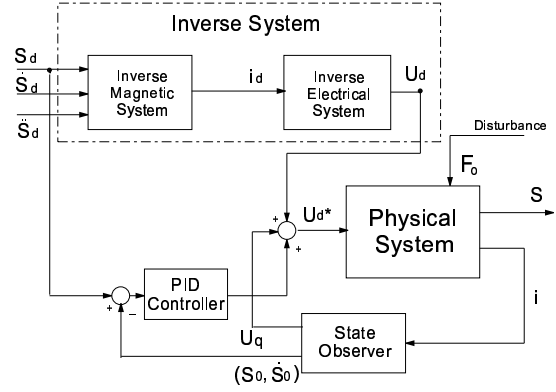 Inverse System
Sd
Ṡd
S̈d
Inverse
Magnetic
System
id
Inverse
Electrical
System
Ud
Disturbance
Fo
+
Ud*
+
Physical
System
S
i
PID
Controller
+
−
Uq
State
Observer
(S0, Ṡ0)